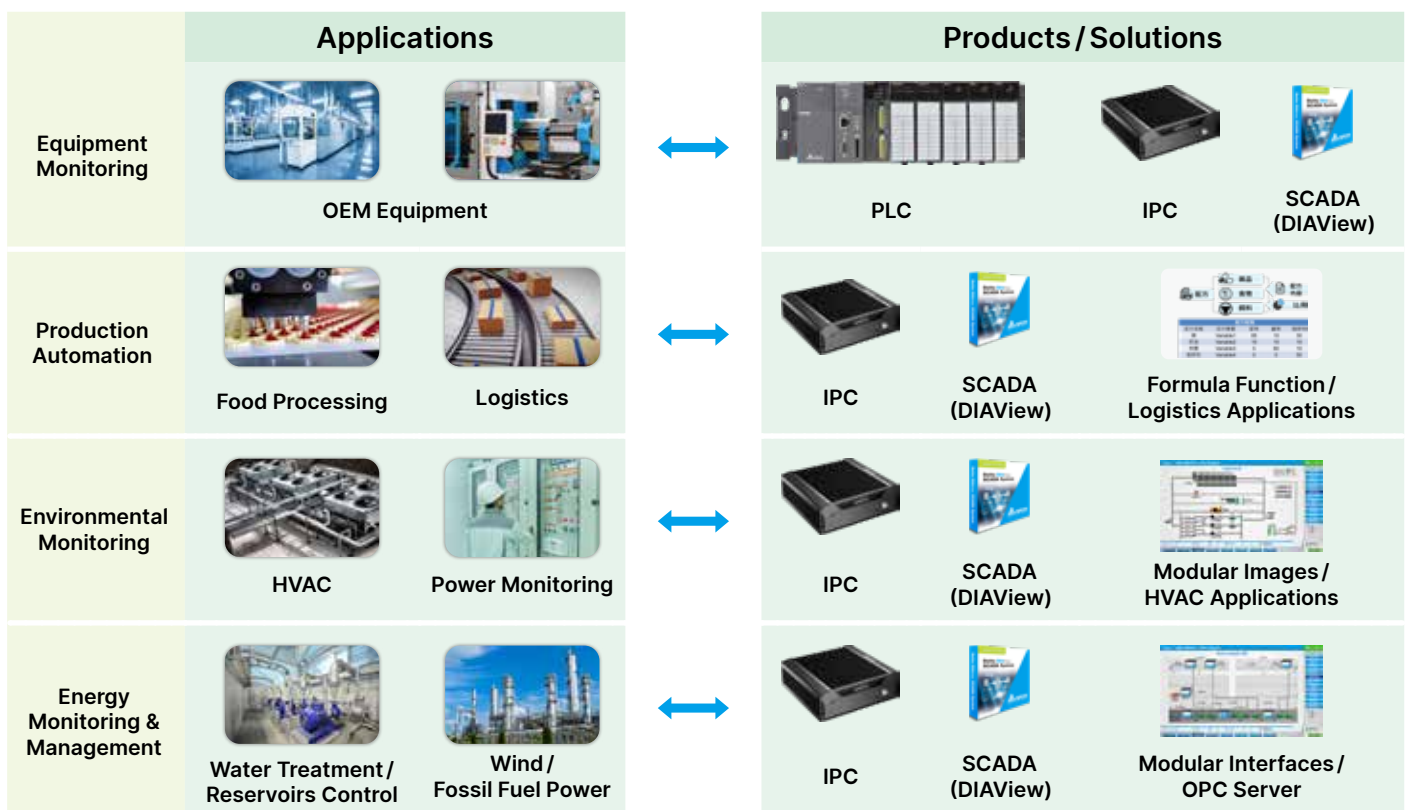 Applications
Products/Solutions
Equipment
Monitoring
OEM Equipment
PLC
IPC
SCADA
(DIAView)
Production
Automation
Food Processing
Logistics
IPC
SCADA
(DIAView)
Formula Function/
Logistics Applications
Environmental
Monitoring
HVAC
Power Monitoring
IPC
SCADA
(DIAView)
Modular Images/
HVAC Applications
Energy
Monitoring &
Management
Water Treatment/
Reservoirs Control
Wind/
Fossil Fuel Power
IPC
SCADA
(DIAView)
Modular Interfaces/
OPC Server